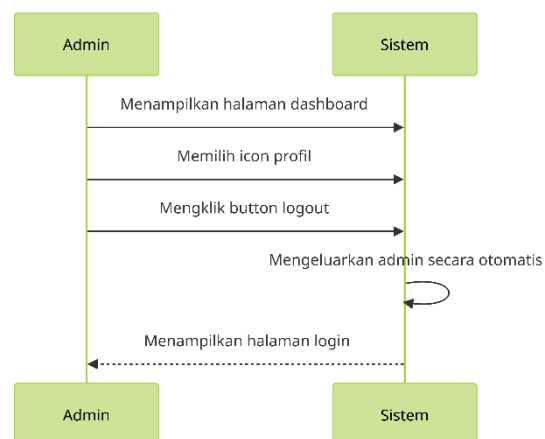 Admin
Sistem
Menampilkan halaman dashboard
Memilih icon profil
Mengklik button logout
Mengeluarkan admin secara otomatis
Menampilkan halaman login
Admin
Sistem